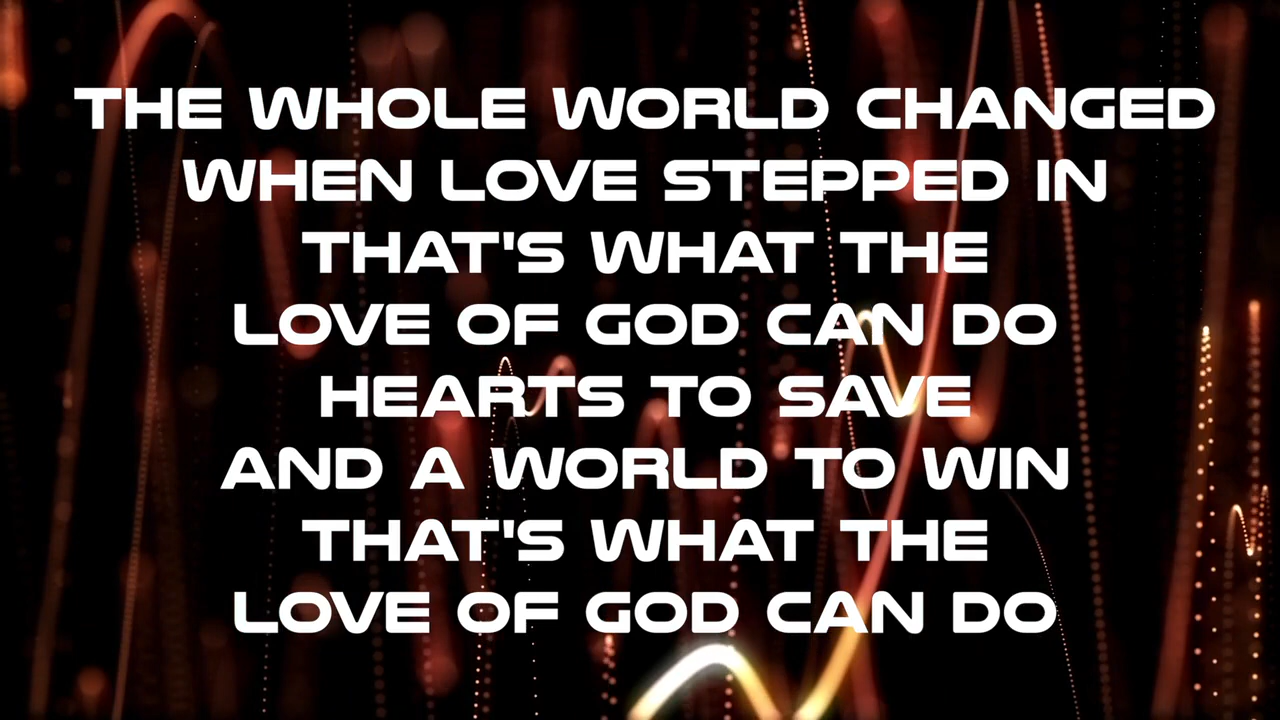 THE WHOLE WORLD CHANGED
WHEN LOVE STEPPED IN
THAT'S WHAT THE
LOVE OF GOD CAN DO
HEARTS TO SAVE
AND A WORLD TO WIN
THAT'S WHAT THE
LOVE OF GOD CAN DO